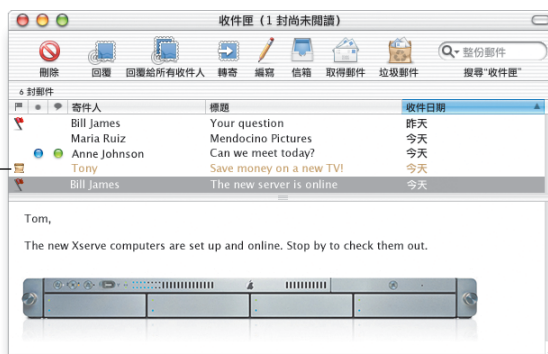 收件匣（1 封尚未閱讀）
刪除 回覆 回覆給所有收件人 轉寄 編寫 信箱 取得郵件 垃圾郵件 整份郵件 搜尋“收件匣”
6 封郵件
寄件人 標題 收件日期
Bill James Your question 昨天
Maria Ruiz Mendocino Pictures 今天
Anne Johnson Can we meet today? 今天
Tony Save money on a new TV! 今天
Bill James The new server is online 今天
Tom,
The new Xserve computers are set up and online. Stop by to check them out.